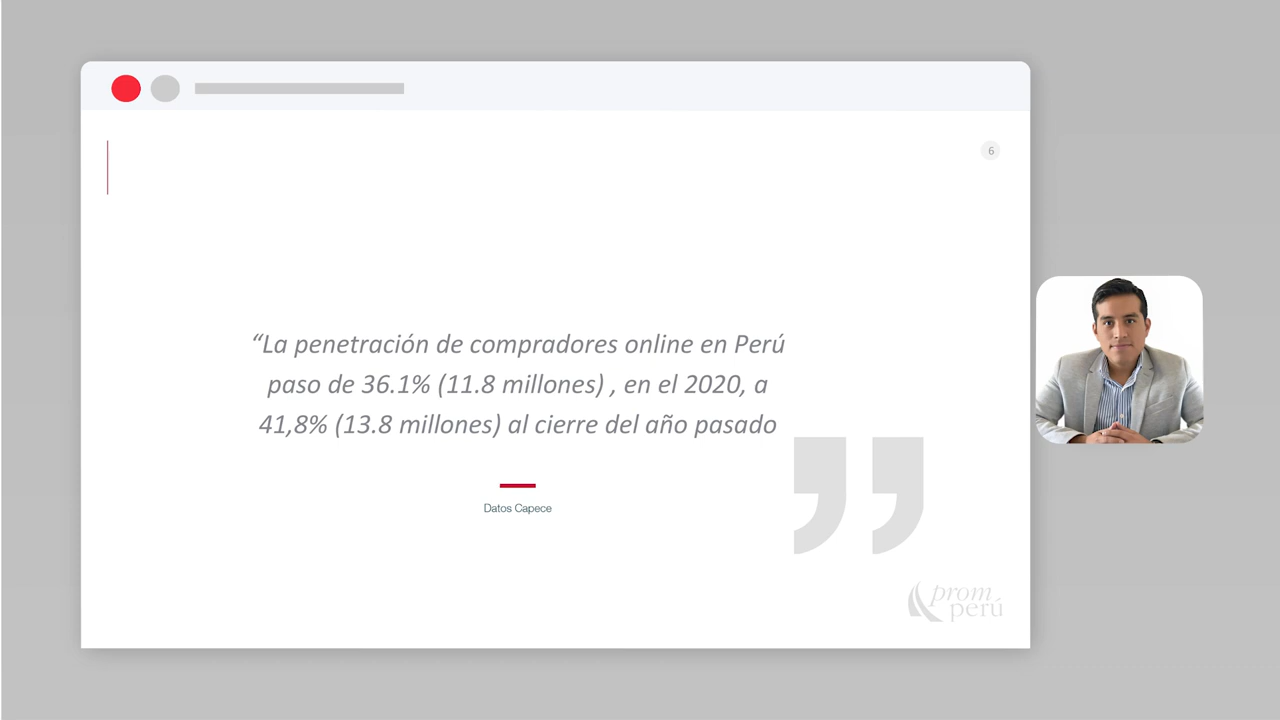 6
“La penetración de compradores online en Perú
paso de 36.1% (11.8 millones) , en el 2020, a
41,8% (13.8 millones) al cierre del año pasado
Datos Capece
prom
perú